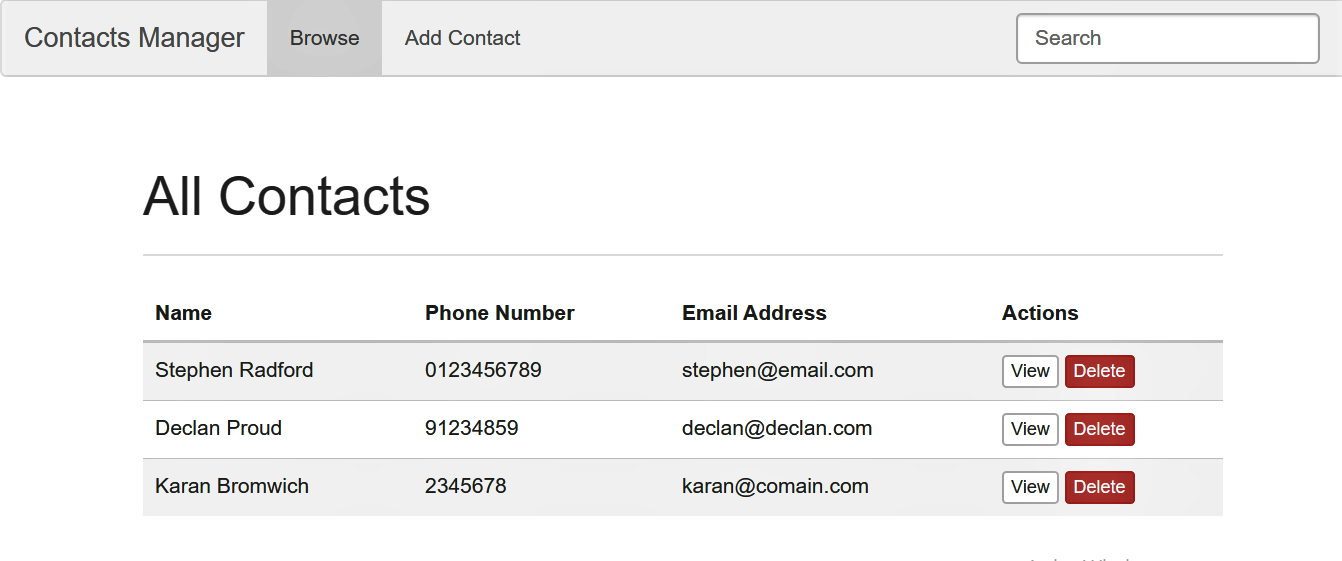 Contacts Manager Browse Add Contact Search
All Contacts
Name Phone Number Email Address Actions
Stephen Radford 0123456789 stephen@email.com View Delete
Declan Proud 91234859 declan@declan.com View Delete
Karan Bromwich 2345678 karan@comain.com View Delete